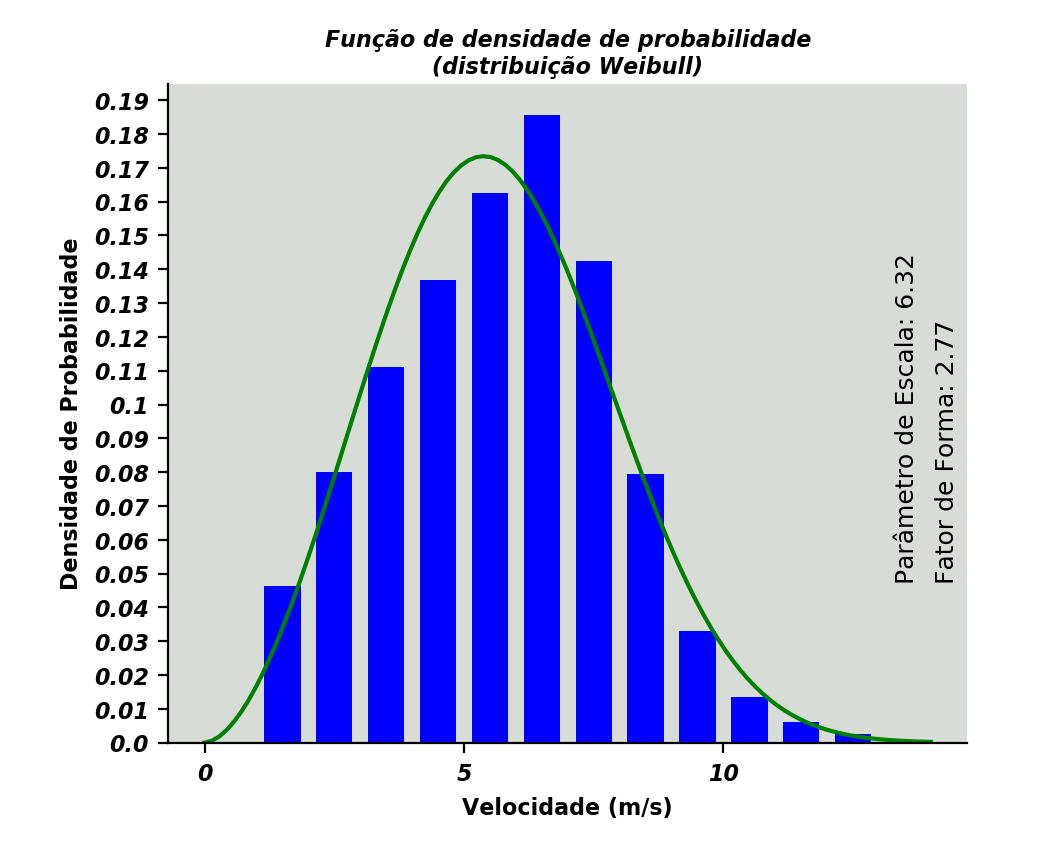 Função de densidade de probabilidade
(distribuição Weibull)
0.19
0.18
0.17
0.16
0.15
0.14
0.13
0.12
0.11
0.1
0.09
0.08
0.07
0.06
0.05
0.04
0.03
0.02
0.01
0.0
Densidade de Probabilidade
Parâmetro de Escala: 6.32
Fator de Forma: 2.77
0 5 10
Velocidade (m/s)